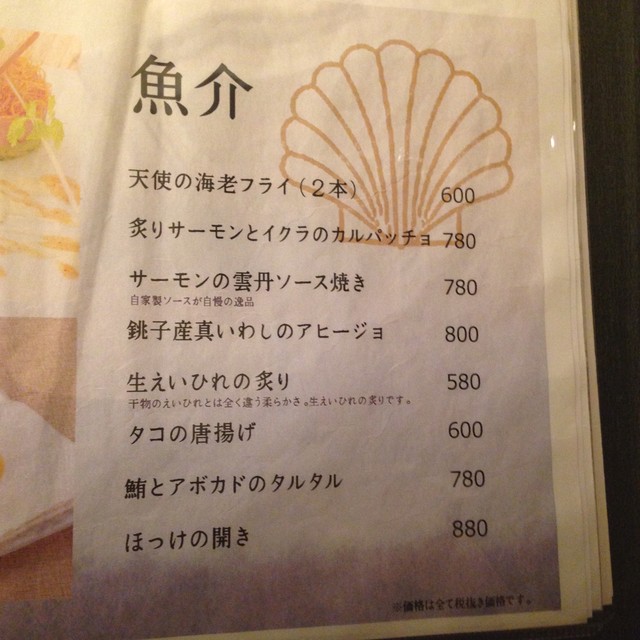 魚介
天使の海老フライ(2本) 600
炙りサーモンとイクラのカルパッチョ 780
サーモンの雲丹ソース焼き 780
自家製ソースが自慢の逸品
銚子産真いわしのアヒージョ 800
生えいひれの炙り 580
干物のえいひれとは全く違う柔らかさ。生えいひれの炙りです。
タコの唐揚げ 600
鮪とアボカドのタルタル 780
ほっけの開き 880
※価格は全て税抜き価格です。